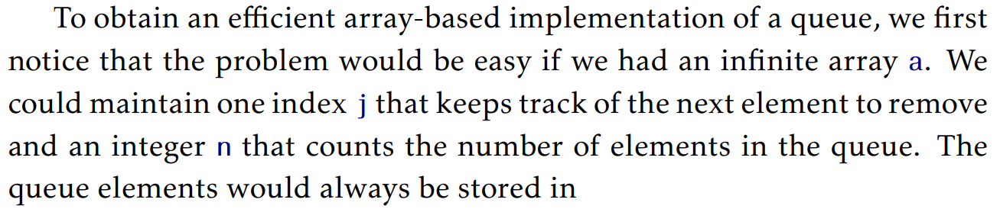 To obtain an efficient array-based implementation of a queue, we first
notice that the problem would be easy if we had an infinite array a. We
could maintain one index j that keeps track of the next element to remove
and an integer n that counts the number of elements in the queue. The
queue elements would always be stored in